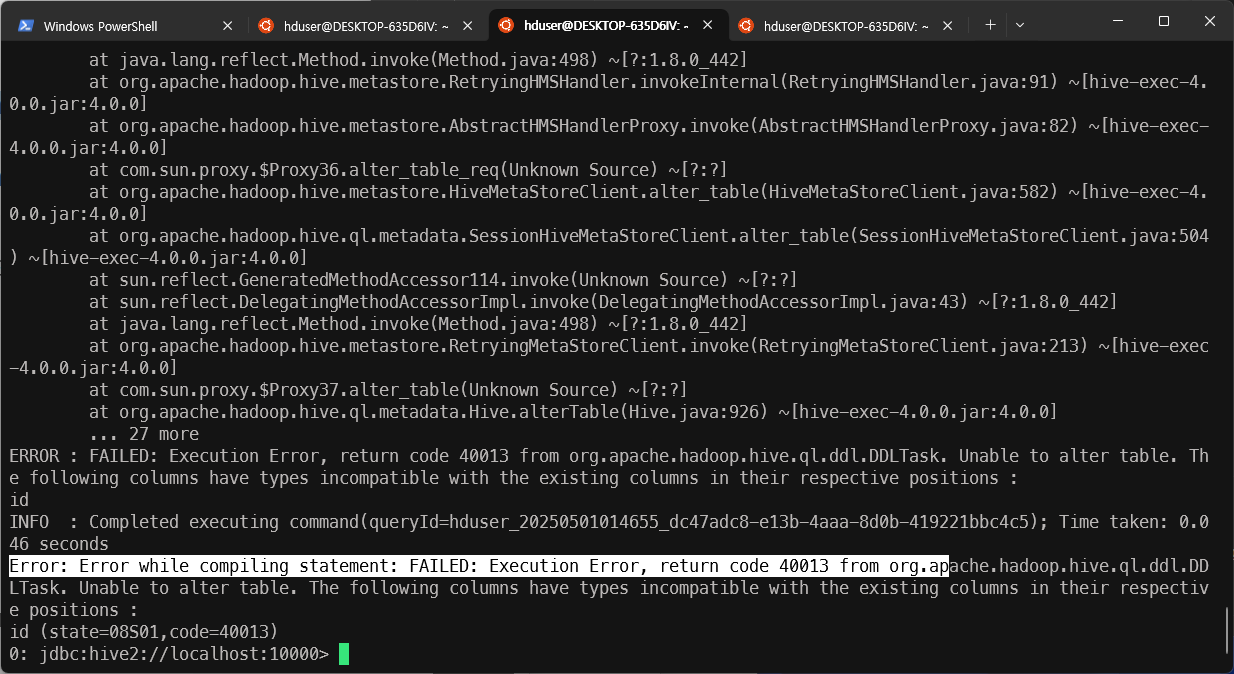 Windows PowerShell
hduser@DESKTOP-635D6IV: ~
hduser@DESKTOP-635D6IV: ~
hduser@DESKTOP-635D6IV: ~
        at java.lang.reflect.Method.invoke(Method.java:498) ~[?:1.8.0_442]
        at org.apache.hadoop.hive.metastore.RetryingHMSHandler.invokeInternal(RetryingHMSHandler.java:91) ~[hive-exec-4.
0.0.jar:4.0.0]
        at org.apache.hadoop.hive.metastore.AbstractHMSHandlerProxy.invoke(AbstractHMSHandlerProxy.java:82) ~[hive-exec-
4.0.0.jar:4.0.0]
        at com.sun.proxy.$Proxy36.alter_table_req(Unknown Source) ~[?:?]
        at org.apache.hadoop.hive.metastore.HiveMetaStoreClient.alter_table(HiveMetaStoreClient.java:582) ~[hive-exec-4.
0.0.jar:4.0.0]
        at org.apache.hadoop.hive.ql.metadata.SessionHiveMetaStoreClient.alter_table(SessionHiveMetaStoreClient.java:504
) ~[hive-exec-4.0.0.jar:4.0.0]
        at sun.reflect.GeneratedMethodAccessor114.invoke(Unknown Source) ~[?:?]
        at sun.reflect.DelegatingMethodAccessorImpl.invoke(DelegatingMethodAccessorImpl.java:43) ~[?:1.8.0_442]
        at java.lang.reflect.Method.invoke(Method.java:498) ~[?:1.8.0_442]
        at org.apache.hadoop.hive.metastore.RetryingMetaStoreClient.invoke(RetryingMetaStoreClient.java:213) ~[hive-exec
-4.0.0.jar:4.0.0]
        at com.sun.proxy.$Proxy37.alter_table(Unknown Source) ~[?:?]
        at org.apache.hadoop.hive.ql.metadata.Hive.alterTable(Hive.java:926) ~[hive-exec-4.0.0.jar:4.0.0]
        ... 27 more
ERROR : FAILED: Execution Error, return code 40013 from org.apache.hadoop.hive.ql.ddl.DDLTask. Unable to alter table. Th
e following columns have types incompatible with the existing columns in their respective positions :
id
INFO  : Completed executing command(queryId=hduser_20250501014655_dc47adc8-e13b-4aaa-8d0b-419221bbc4c5); Time taken: 0.0
46 seconds
Error: Error while compiling statement: FAILED: Execution Error, return code 40013 from org.apache.hadoop.hive.ql.ddl.DD
LTask. Unable to alter table. The following columns have types incompatible with the existing columns in their respectiv
e positions :
id (state=08S01,code=40013)
0: jdbc:hive2://localhost:10000>